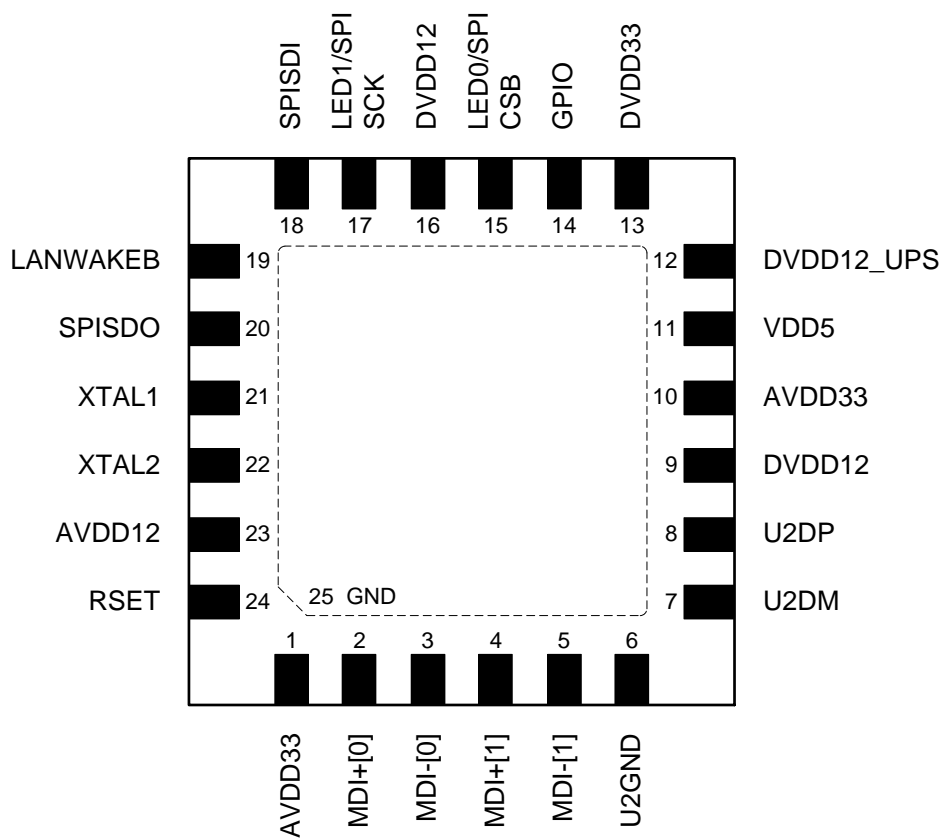 SPISDI
LED1/SPI
SCK
DVDD12
LED0/SPI
CSB
GPIO
DVDD33
18 17 16 15 14 13
LANWAKEB 19 12 DVDD12_UPS
SPISDO 20 11 VDD5
XTAL1 21 10 AVDD33
XTAL2 22 9 DVDD12
AVDD12 23 8 U2DP
RSET 24 25 GND 7 U2DM
1 2 3 4 5 6
AVDD33
MDI+[0]
MDI-[0]
MDI+[1]
MDI-[1]
U2GND